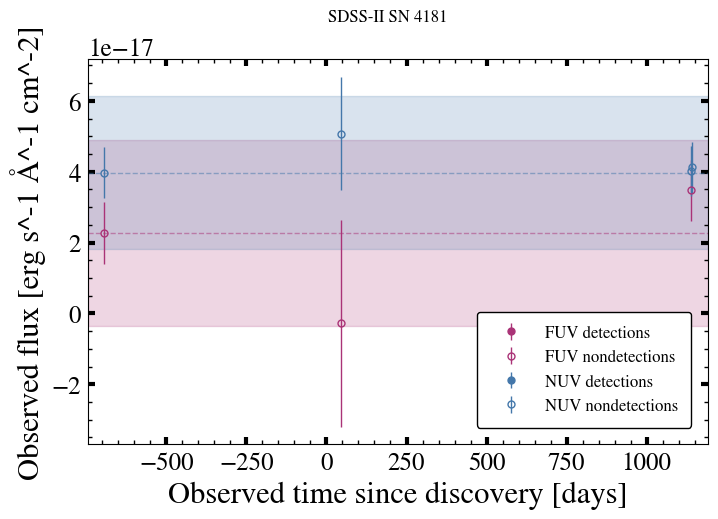 SDSS-II SN 4181
1e−17
Observed flux [erg s^-1 Å^-1 cm^-2]
6
4
2
0
−2
FUV detections
FUV nondetections
NUV detections
NUV nondetections
−500 −250 0 250 500 750 1000
Observed time since discovery [days]